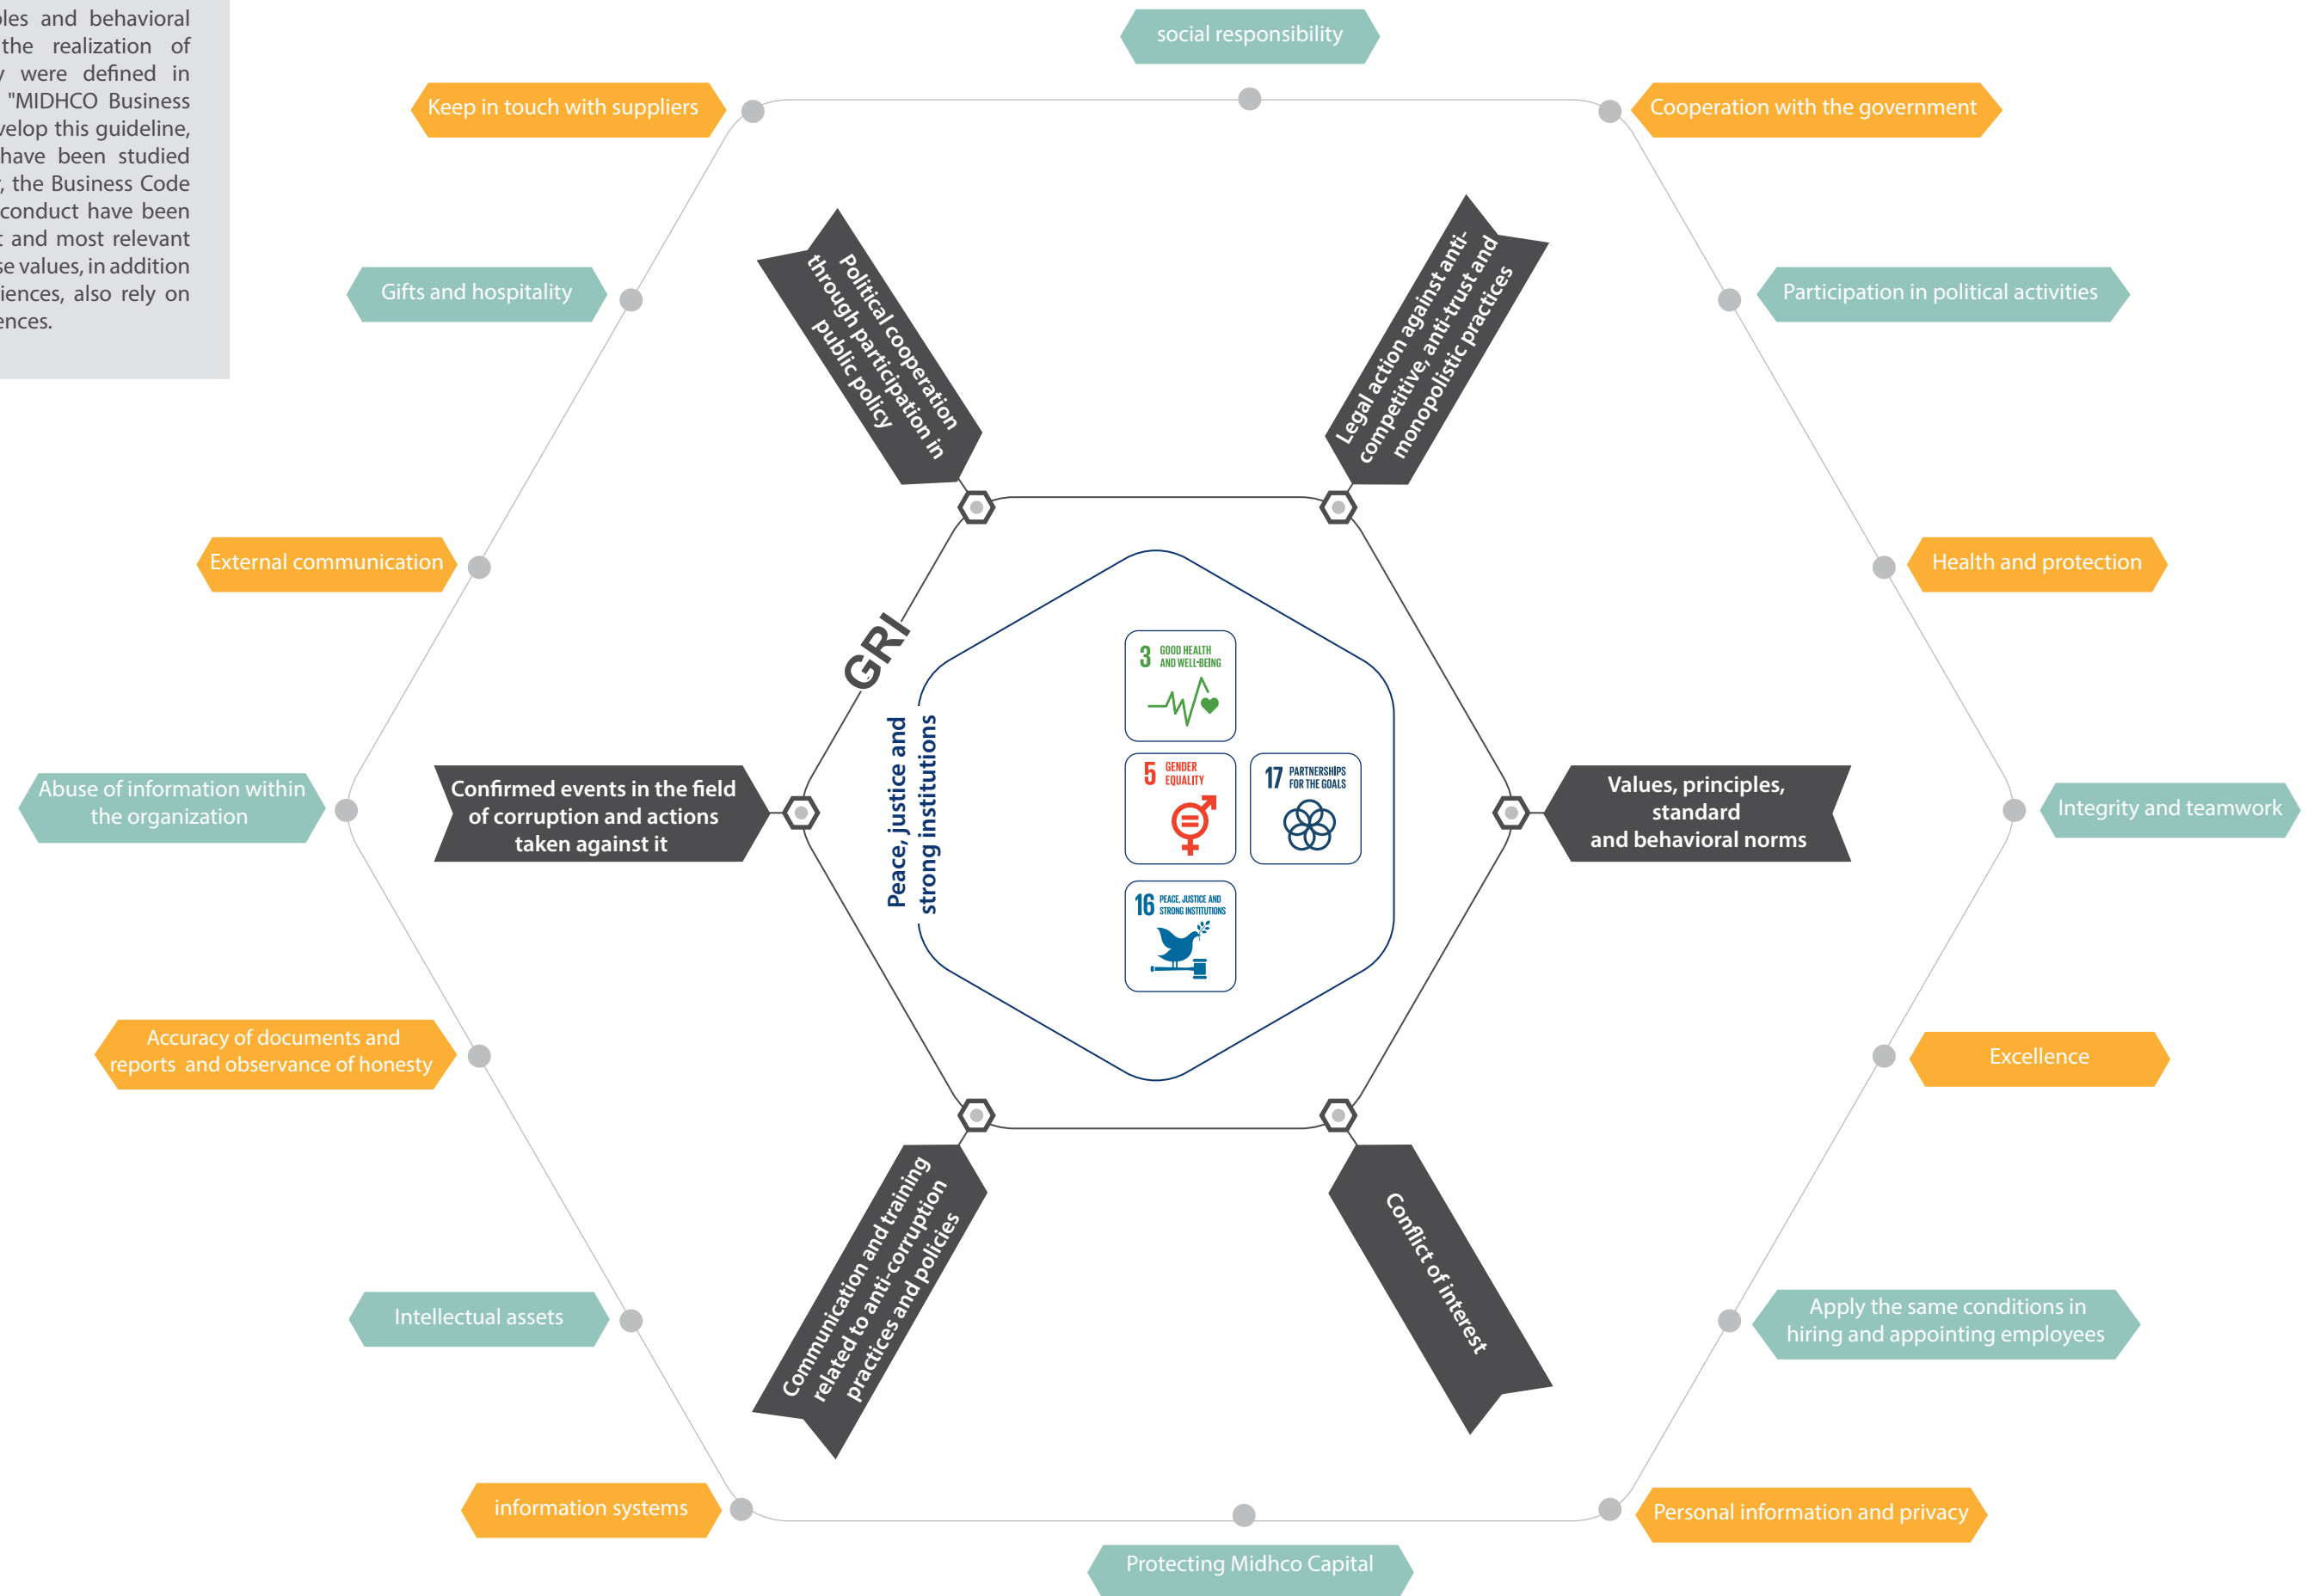 ples and behavioral
the realization of
y were defined in
"MIDHCO Business
velop this guideline,
have been studied
, the Business Code
conduct have been
t and most relevant
se values, in addition
iences, also rely on
ences.
social responsibility
Keep in touch with suppliers
Cooperation with the government
Gifts and hospitality
Participation in political activities
Political cooperation
through participation in
public policy
Legal action against anti-
competitive, anti-trust and
monopolistic practices
External communication
Health and protection
GRI
Peace, justice and
strong institutions
3 GOOD HEALTH
AND WELL-BEING
5 GENDER
EQUALITY
17 PARTNERSHIPS
FOR THE GOALS
16 PEACE, JUSTICE AND
STRONG INSTITUTIONS
Abuse of information within
the organization
Confirmed events in the field
of corruption and actions
taken against it
Values, principles,
standard
and behavioral norms
Integrity and teamwork
Accuracy of documents and
reports and observance of honesty
Excellence
Communication and training
related to anti-corruption
practices and policies
Conflict of interest
Intellectual assets
Apply the same conditions in
hiring and appointing employees
information systems
Personal information and privacy
Protecting Midhco Capital